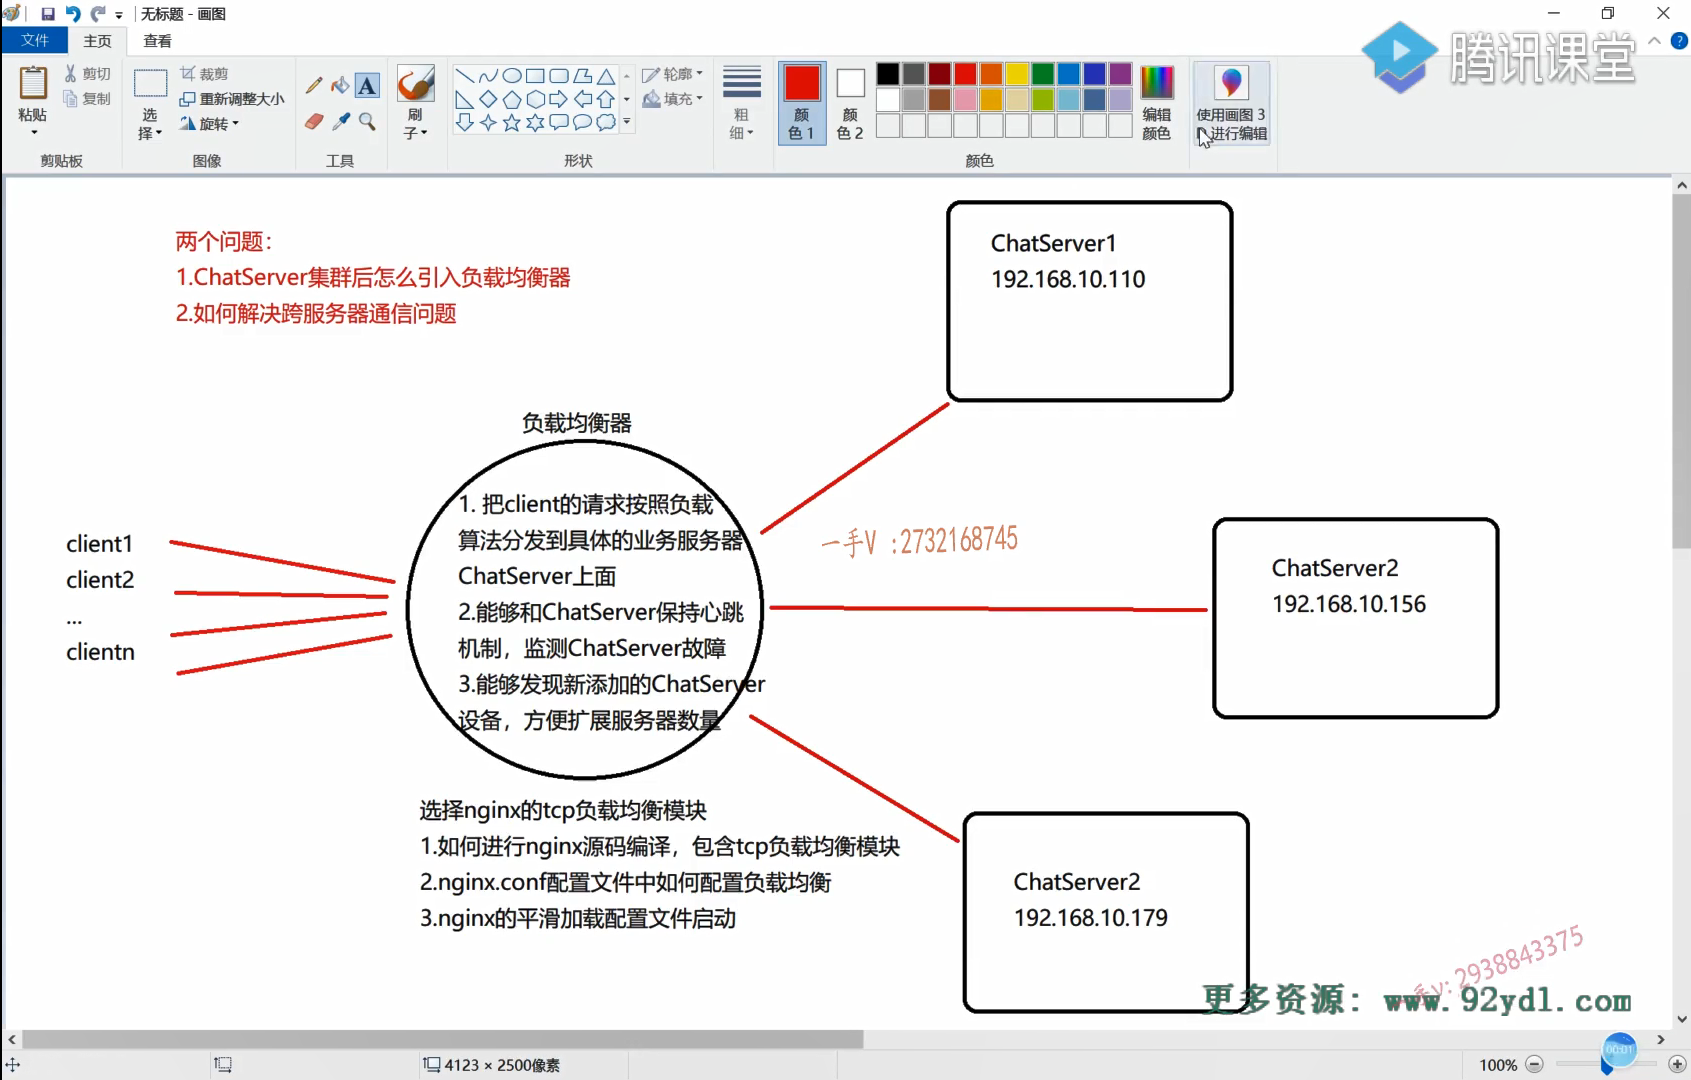 无标题 - 画图
文件
主页
查看
腾讯课堂
粘贴
剪切
复制
剪贴板
选择
裁剪
重新调整大小
旋转
图像
工具
刷子
形状
轮廓
填充
粗细
颜色 1
颜色 2
编辑颜色
颜色
使用画图 3
进行编辑
两个问题：
1.ChatServer集群后怎么引入负载均衡器
2.如何解决跨服务器通信问题
ChatServer1
192.168.10.110
负载均衡器
1. 把client的请求按照负载
算法分发到具体的业务服务器
ChatServer上面
2.能够和ChatServer保持心跳
机制，监测ChatServer故障
3.能够发现新添加的ChatServer
设备，方便扩展服务器数量
client1
client2
...
clientn
一手V :2732168745
ChatServer2
192.168.10.156
选择nginx的tcp负载均衡模块
1.如何进行nginx源码编译，包含tcp负载均衡模块
2.nginx.conf配置文件中如何配置负载均衡
3.nginx的平滑加载配置文件启动
ChatServer2
192.168.10.179
手v: 2938843375
更多资源: www.92ydl.com
4123 × 2500像素
00:01
100%